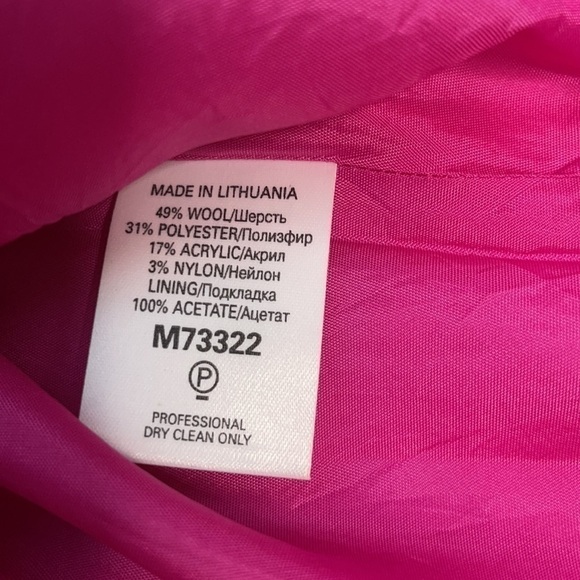 MADE IN LITHUANIA
49% WOOL/Шерсть
31% POLYESTER/Полиэфир
17% ACRYLIC/Акрил
3% NYLON/Нейлон
LINING/Подкладка
100% ACETATE/Ацетат
M73322
P
PROFESSIONAL
DRY CLEAN ONLY